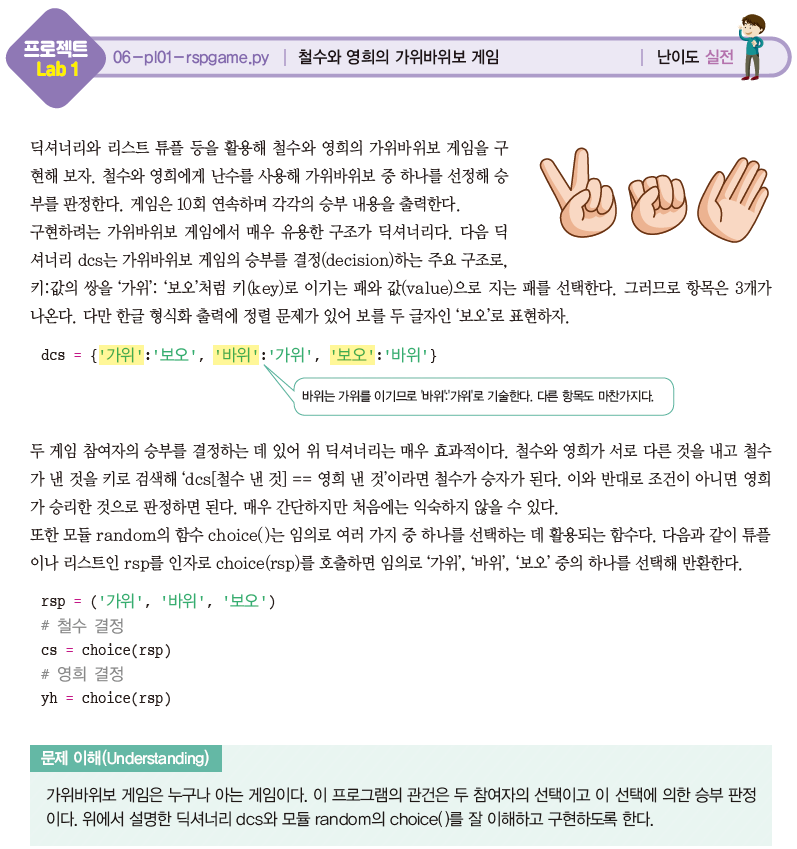 프로젝트
Lab 1
06-pl01-rspgame.py | 철수와 영희의 가위바위보 게임 | 난이도 실전
딕셔너리와 리스트 튜플 등을 활용해 철수와 영희의 가위바위보 게임을 구
현해 보자. 철수와 영희에게 난수를 사용해 가위바위보 중 하나를 선정해 승
부를 판정한다. 게임은 10회 연속하며 각각의 승부 내용을 출력한다.
구현하려는 가위바위보 게임에서 매우 유용한 구조가 딕셔너리다. 다음 딕
셔너리 dcs는 가위바위보 게임의 승부를 결정(decision)하는 주요 구조로,
키:값의 쌍을 ‘가위’: ‘보오’처럼 키(key)로 이기는 패와 값(value)으로 지는 패를 선택한다. 그러므로 항목은 3개가
나온다. 다만 한글 형식화 출력에 정렬 문제가 있어 보를 두 글자인 ‘보오’로 표현하자.
dcs = {'가위':'보오', '바위':'가위', '보오':'바위'}
바위는 가위를 이기므로 '바위':'가위'로 기술한다. 다른 항목도 마찬가지다.
두 게임 참여자의 승부를 결정하는 데 있어 위 딕셔너리는 매우 효과적이다. 철수와 영희가 서로 다른 것을 내고 철수
가 낸 것을 키로 검색해 ‘dcs[철수 낸 것] == 영희 낸 것’이라면 철수가 승자가 된다. 이와 반대로 조건이 아니면 영희
가 승리한 것으로 판정하면 된다. 매우 간단하지만 처음에는 익숙하지 않을 수 있다.
또한 모듈 random의 함수 choice()는 임의로 여러 가지 중 하나를 선택하는 데 활용되는 함수다. 다음과 같이 튜플
이나 리스트인 rsp를 인자로 choice(rsp)를 호출하면 임의로 ‘가위’, ‘바위’, ‘보오’ 중의 하나를 선택해 반환한다.
rsp = ('가위', '바위', '보오')
# 철수 결정
cs = choice(rsp)
# 영희 결정
yh = choice(rsp)
문제 이해(Understanding)
가위바위보 게임은 누구나 아는 게임이다. 이 프로그램의 관건은 두 참여자의 선택이고 이 선택에 의한 승부 판정
이다. 위에서 설명한 딕셔너리 dcs와 모듈 random의 choice()를 잘 이해하고 구현하도록 한다.